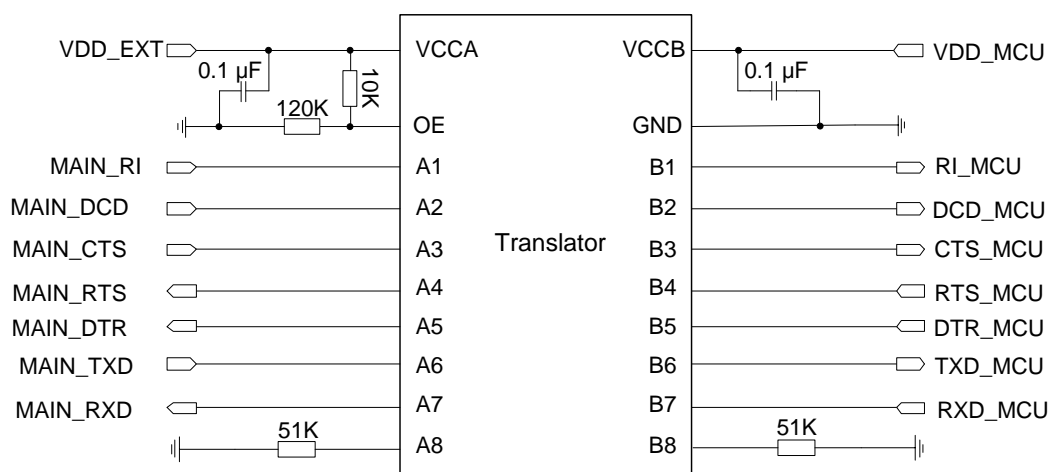 VDD_EXT VCCA VCCB VDD_MCU
0.1 µF 10K 0.1 µF
120K OE GND
MAIN_RI A1 B1 RI_MCU
MAIN_DCD A2 B2 DCD_MCU
MAIN_CTS A3 Translator B3 CTS_MCU
MAIN_RTS A4 B4 RTS_MCU
MAIN_DTR A5 B5 DTR_MCU
MAIN_TXD A6 B6 TXD_MCU
MAIN_RXD A7 B7 RXD_MCU
51K A8 B8 51K